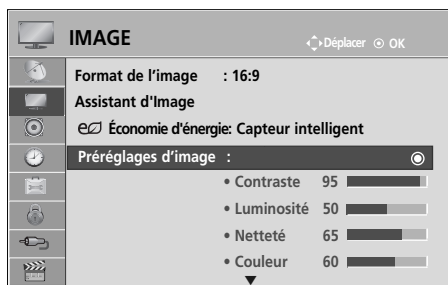 IMAGE
Déplacer OK
Format de l'image : 16:9
Assistant d'Image
Économie d'énergie: Capteur intelligent
Préréglages d'image :
• Contraste 95
• Luminosité 50
• Netteté 65
• Couleur 60